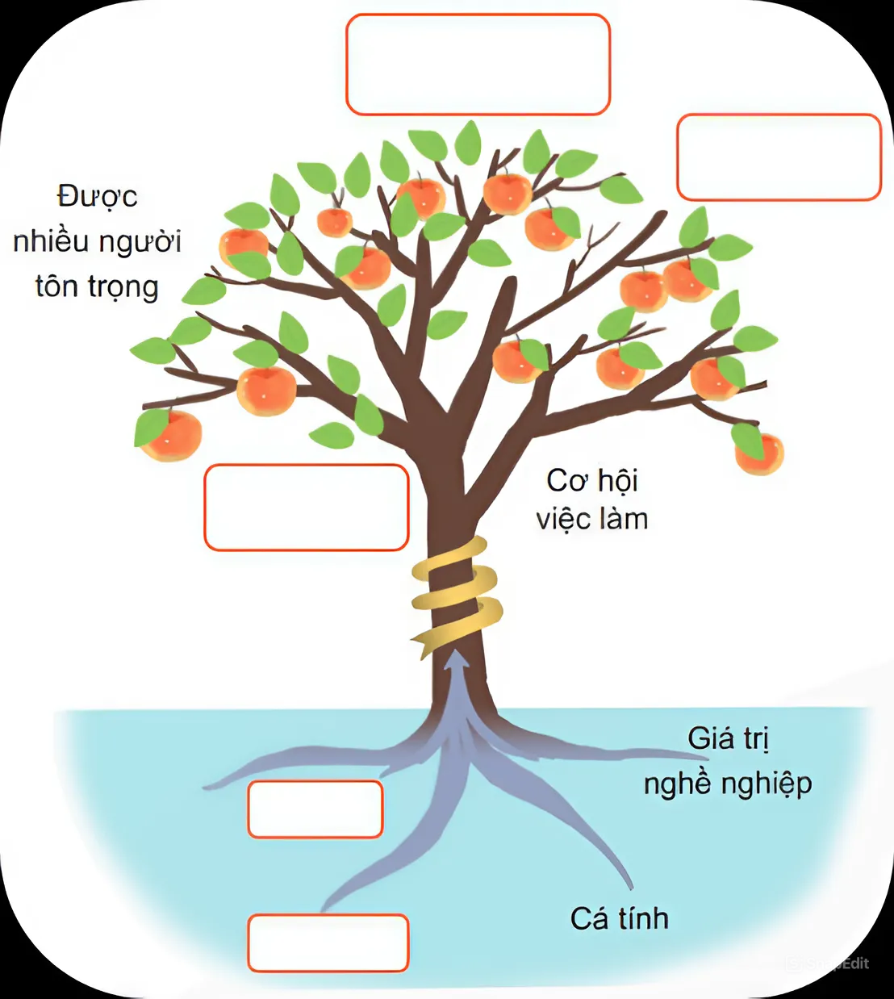 Được
nhiều người
tôn trọng
Cơ hội
việc làm
Giá trị
nghề nghiệp
Cá tính